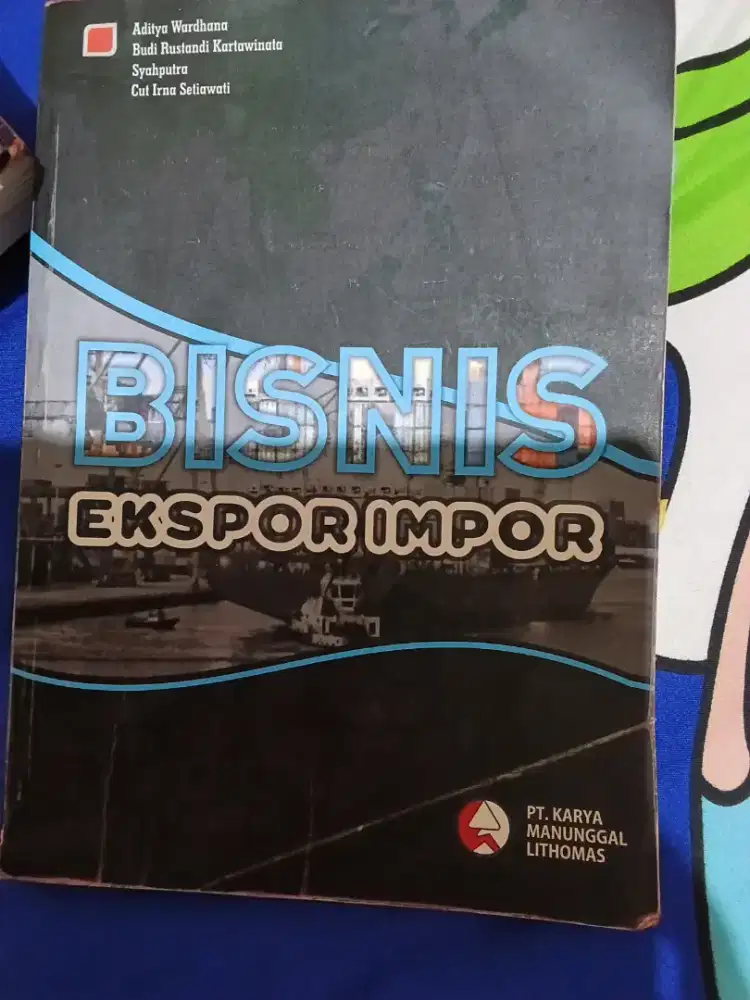 Aditya Wardhana
Budi Rustandi Kartawinata
Syahputra
Cut Irna Setiawati
BISNIS
EKSPOR IMPOR
PT. KARYA
MANUNGGAL
LITHOMAS